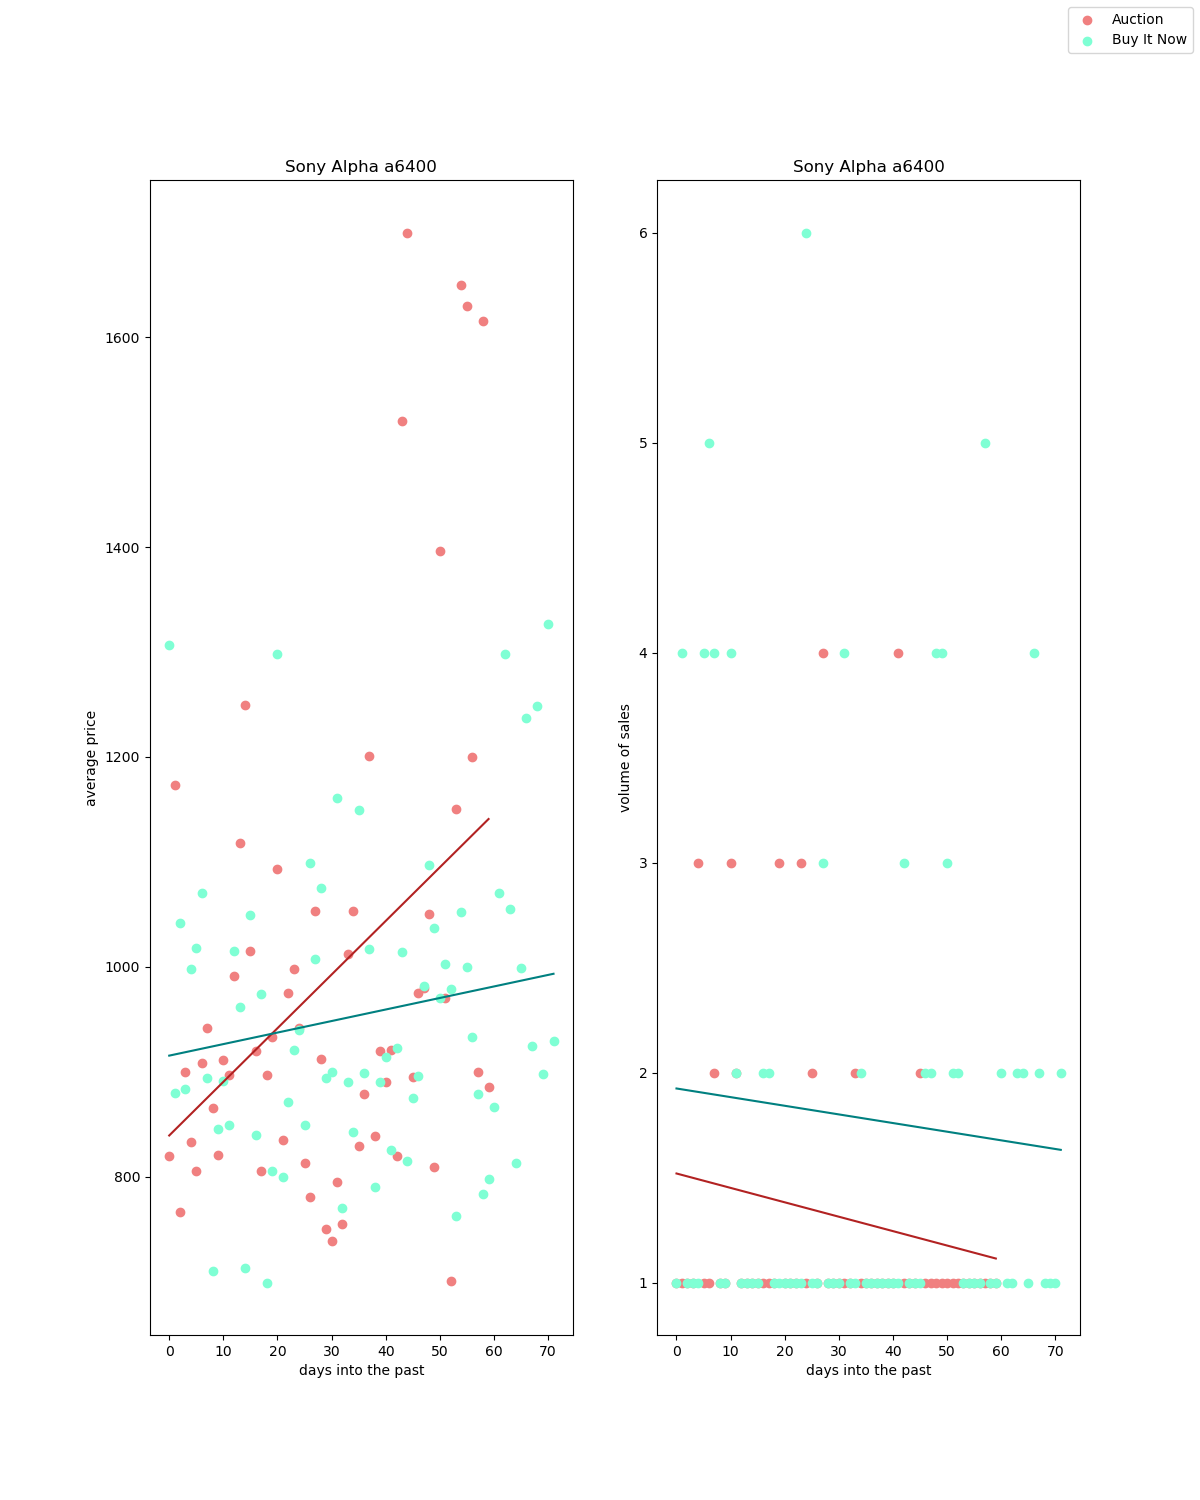 Auction
Buy It Now
Sony Alpha a6400
average price
1600
1400
1200
1000
800
0 10 20 30 40 50 60 70
days into the past
Sony Alpha a6400
volume of sales
6
5
4
3
2
1
0 10 20 30 40 50 60 70
days into the past